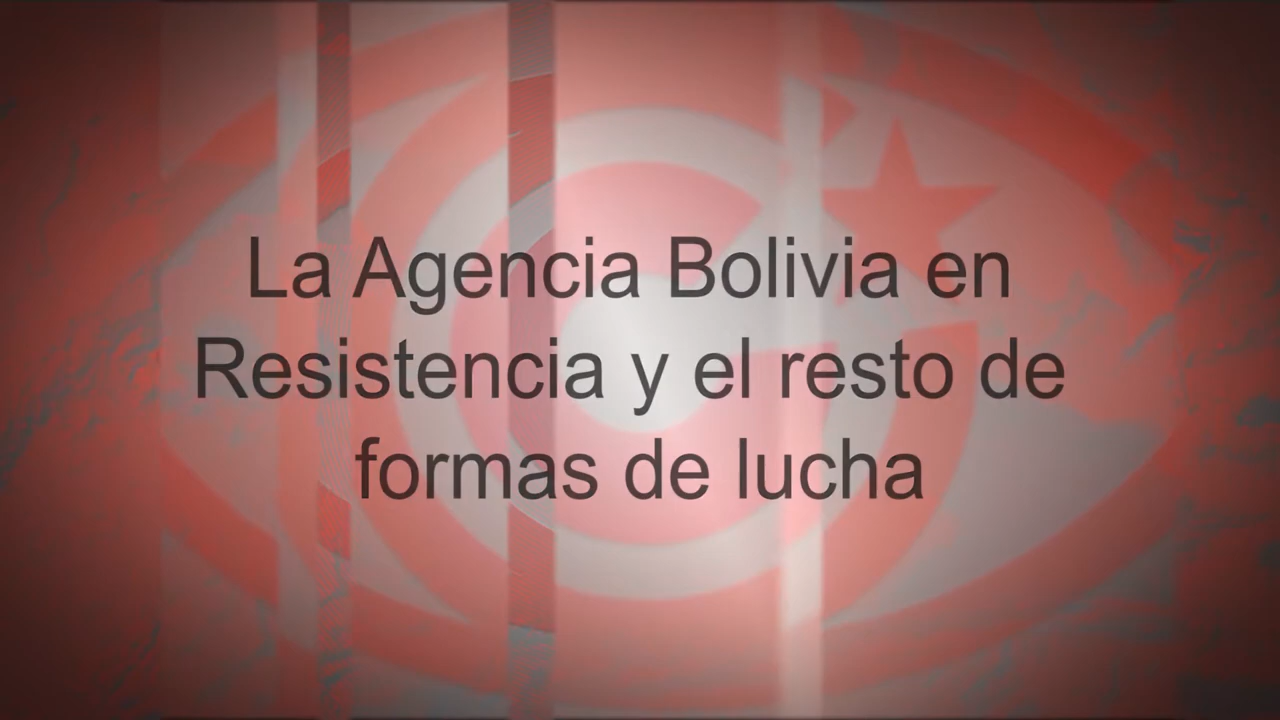 La Agencia Bolivia en
Resistencia y el resto de
formas de lucha